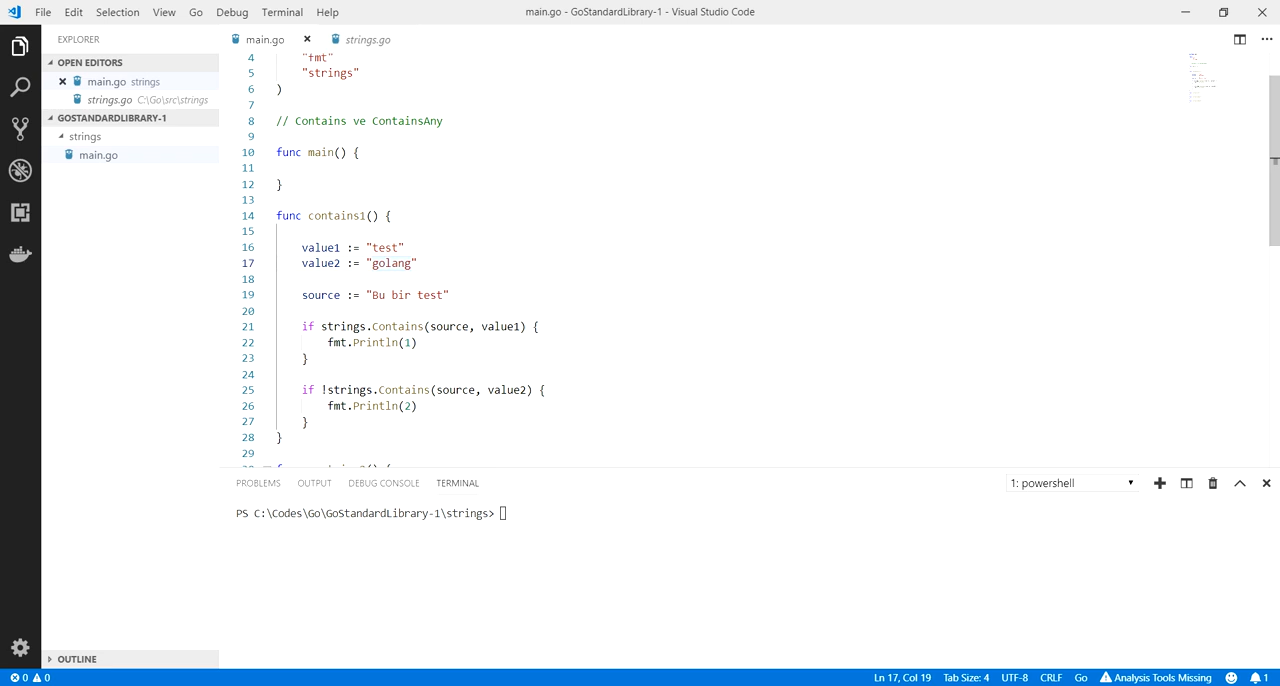 File Edit Selection View Go Debug Terminal Help
main.go - GoStandardLibrary-1 - Visual Studio Code
EXPLORER
OPEN EDITORS
main.go strings
strings.go C:\Go\src\strings
GOSTANDARDLIBRARY-1
strings
main.go
OUTLINE
main.go
strings.go
4 "fmt"
5 "strings"
6 )
7
8 // Contains ve ContainsAny
9
10 func main() {
11
12 }
13
14 func contains1() {
15
16 value1 := "test"
17 value2 := "golang"
18
19 source := "Bu bir test"
20
21 if strings.Contains(source, value1) {
22 fmt.Println(1)
23 }
24
25 if !strings.Contains(source, value2) {
26 fmt.Println(2)
27 }
28 }
29
PROBLEMS OUTPUT DEBUG CONSOLE TERMINAL
1: powershell
PS C:\Codes\Go\GoStandardLibrary-1\strings>
0 0
Ln 17, Col 19 Tab Size: 4 UTF-8 CRLF Go Analysis Tools Missing 1